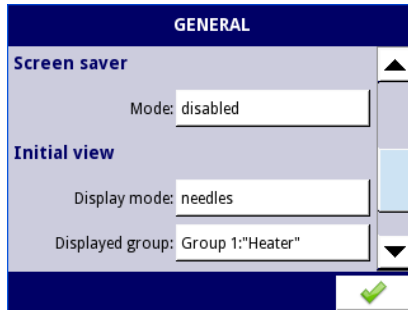 GENERAL
Screen saver
Mode: disabled
Initial view
Display mode: needles
Displayed group: Group 1:"Heater"